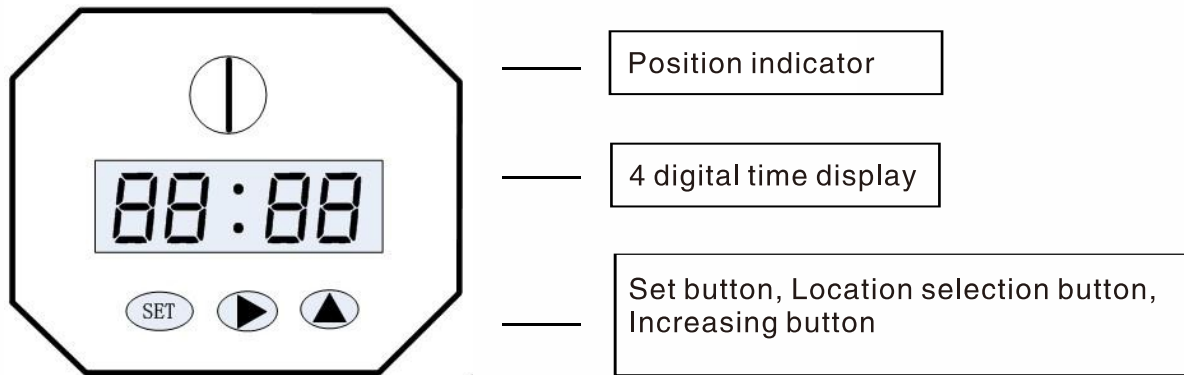 Position indicator
88:88
4 digital time display
SET
Set button, Location selection button,
Increasing button